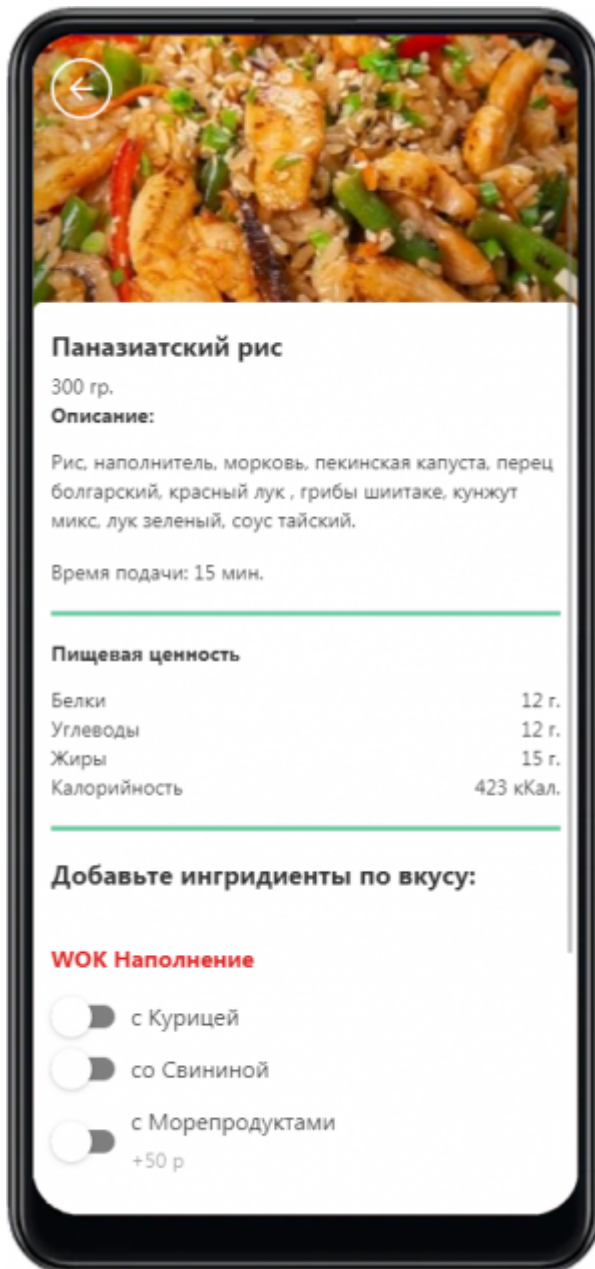 Паназиатский рис
300 гр.
Описание:
Рис, наполнитель, морковь, пекинская капуста, перец
болгарский, красный лук , грибы шиитаке, кунжут
микс, лук зеленый, соус тайский.
Время подачи: 15 мин.
Пищевая ценность
Белки 12 г.
Углеводы 12 г.
Жиры 15 г.
Калорийность 423 кКал.
Добавьте ингридиенты по вкусу:
WOK Наполнение
с Курицей
со Свининой
с Морепродуктами
+50 р